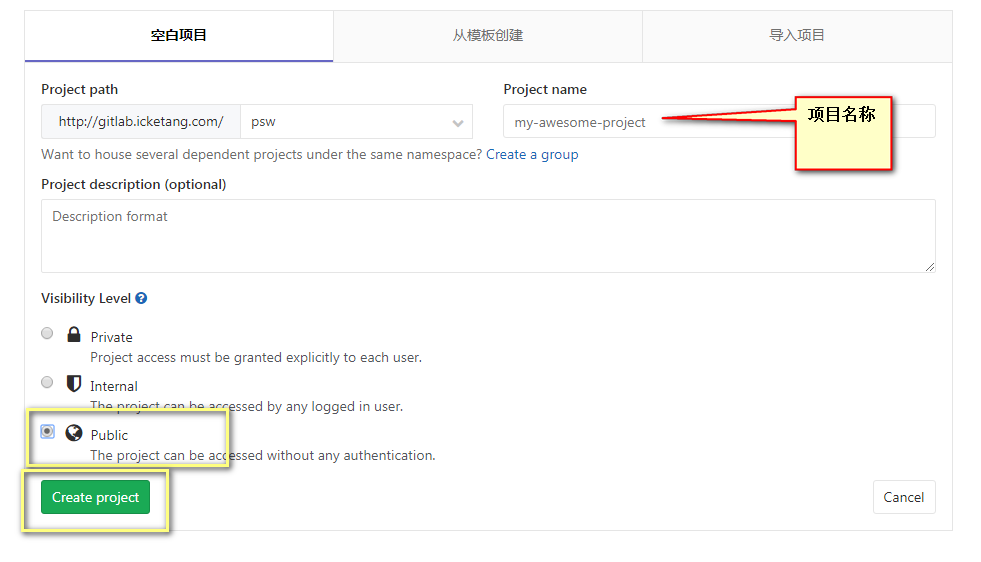 空白项目
从模板创建
导入项目
Project path
Project name
http://gitlab.icketang.com/
psw
my-awesome-project
项目名称
Want to house several dependent projects under the same namespace? Create a group
Project description (optional)
Description format
Visibility Level ?
Private
Project access must be granted explicitly to each user.
Internal
The project can be accessed by any logged in user.
Public
The project can be accessed without any authentication.
Create project
Cancel